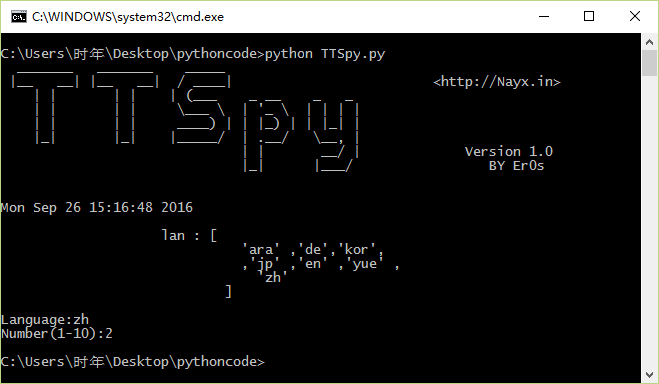 C:\WINDOWS\system32\cmd.exe
C:\Users\时年\Desktop\pythoncode>python TTSpy.py
TTSpy
<http://Nayx.in>
Version 1.0
BY Er0s
Mon Sep 26 15:16:48 2016
lan : [
'ara' ,'de','kor',
,'jp' ,'en' ,'yue' ,
'zh'
]
Language:zh
Number(1-10):2
C:\Users\时年\Desktop\pythoncode>